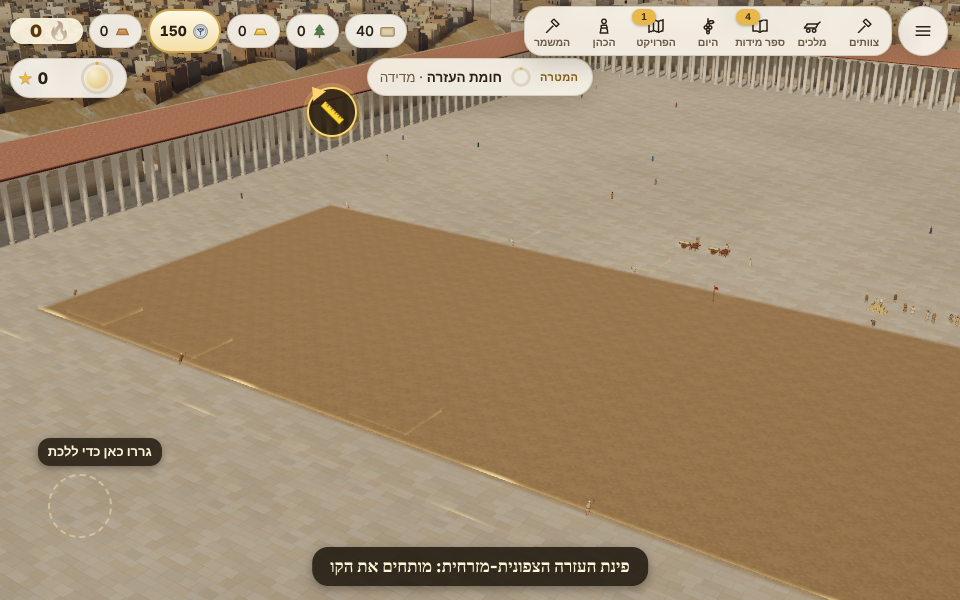 צוותים
מלכים
ספר מידות
4
היום
הפרויקט
1
הכהן
המשמר
40
0
0
150
0
0
0
המטרה
חומת העזרה · מדידה
גררו כאן כדי ללכת
פינת העזרה הצפונית-מזרחית: מותחים את הקו